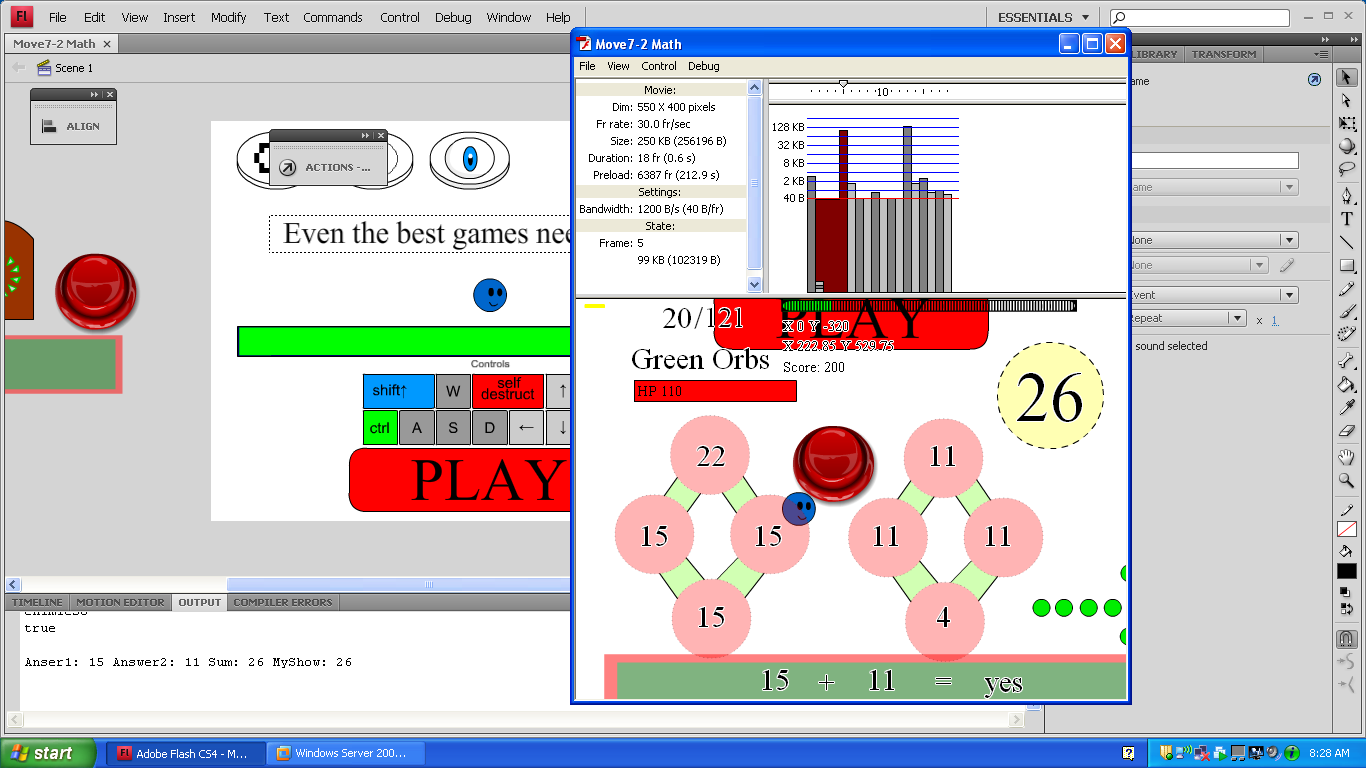 Fl File Edit View Insert Modify Text Commands Control Debug Window Help ESSENTIALS
Move7-2 Math
Scene 1
ALIGN
ACTIONS -...
Even the best games nee
Controls
shift↑ W self destruct ↑
ctrl A S D ← ↓
PLAY
TIMELINE MOTION EDITOR OUTPUT COMPILER ERRORS
true
Anser1: 15 Answer2: 11 Sum: 26 MyShow: 26
Move7-2 Math
File View Control Debug
Movie:
Dim: 550 X 400 pixels
Fr rate: 30.0 fr/sec
Size: 250 KB (256196 B)
Duration: 18 fr (0.6 s)
Preload: 6387 fr (212.9 s)
Settings:
Bandwidth: 1200 B/s (40 B/fr)
State:
Frame: 5
99 KB (102319 B)
10
128 KB
32 KB
8 KB
2 KB
40 B
20/121
PLAY
X 0 Y -320
X 222.85 Y 529.75
Green Orbs
Score: 200
HP 110
26
22
11
15 15
11 11
15
4
15 + 11 = yes
LIBRARY TRANSFORM
ame
ame
None
None
Event
Repeat x 1
sound selected
start Adobe Flash CS4 - M... Windows Server 200... 8:28 AM